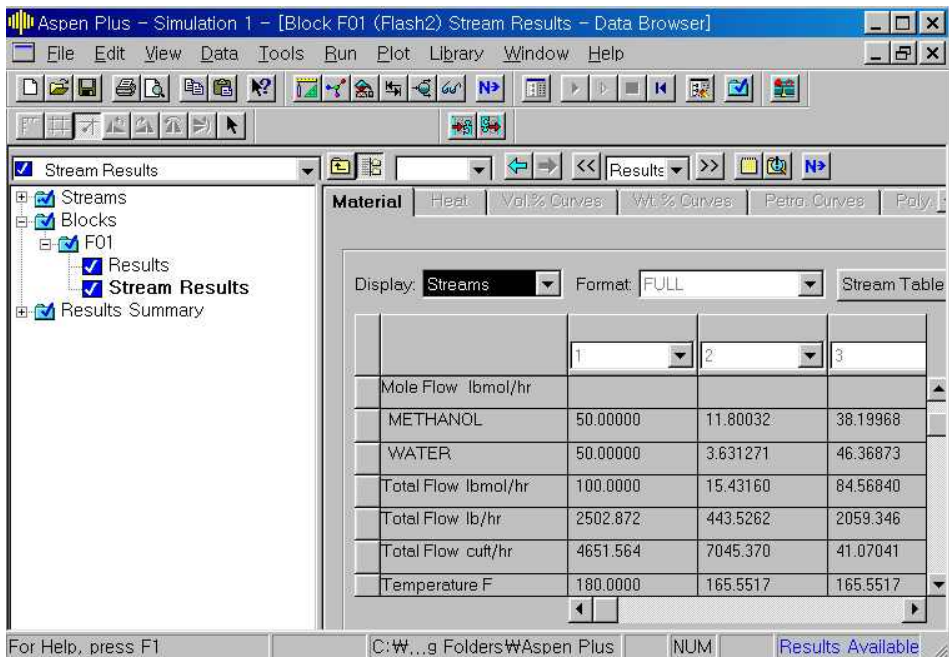 Aspen Plus - Simulation 1 - [Block F01 (Flash2) Stream Results - Data Browser]
File Edit View Data Tools Run Plot Library Window Help
N
Stream Results Results N
Streams
Blocks
F01
Results
Stream Results
Results Summary
Material Heat Vol.% Curves Wt. % Curves Petro. Curves Poly.
Display: Streams Format: FULL Stream Table
1 2 3
Mole Flow lbmol/hr
METHANOL 50.00000 11.80032 38.19968
WATER 50.00000 3.631271 46.36873
Total Flow lbmol/hr 100.0000 15.43160 84.56840
Total Flow lb/hr 2502.872 443.5262 2059.346
Total Flow cuft/hr 4651.564 7045.370 41.07041
Temperature F 180.0000 165.5517 165.5517
For Help, press F1 C:₩...g Folders₩Aspen Plus NUM Results Available